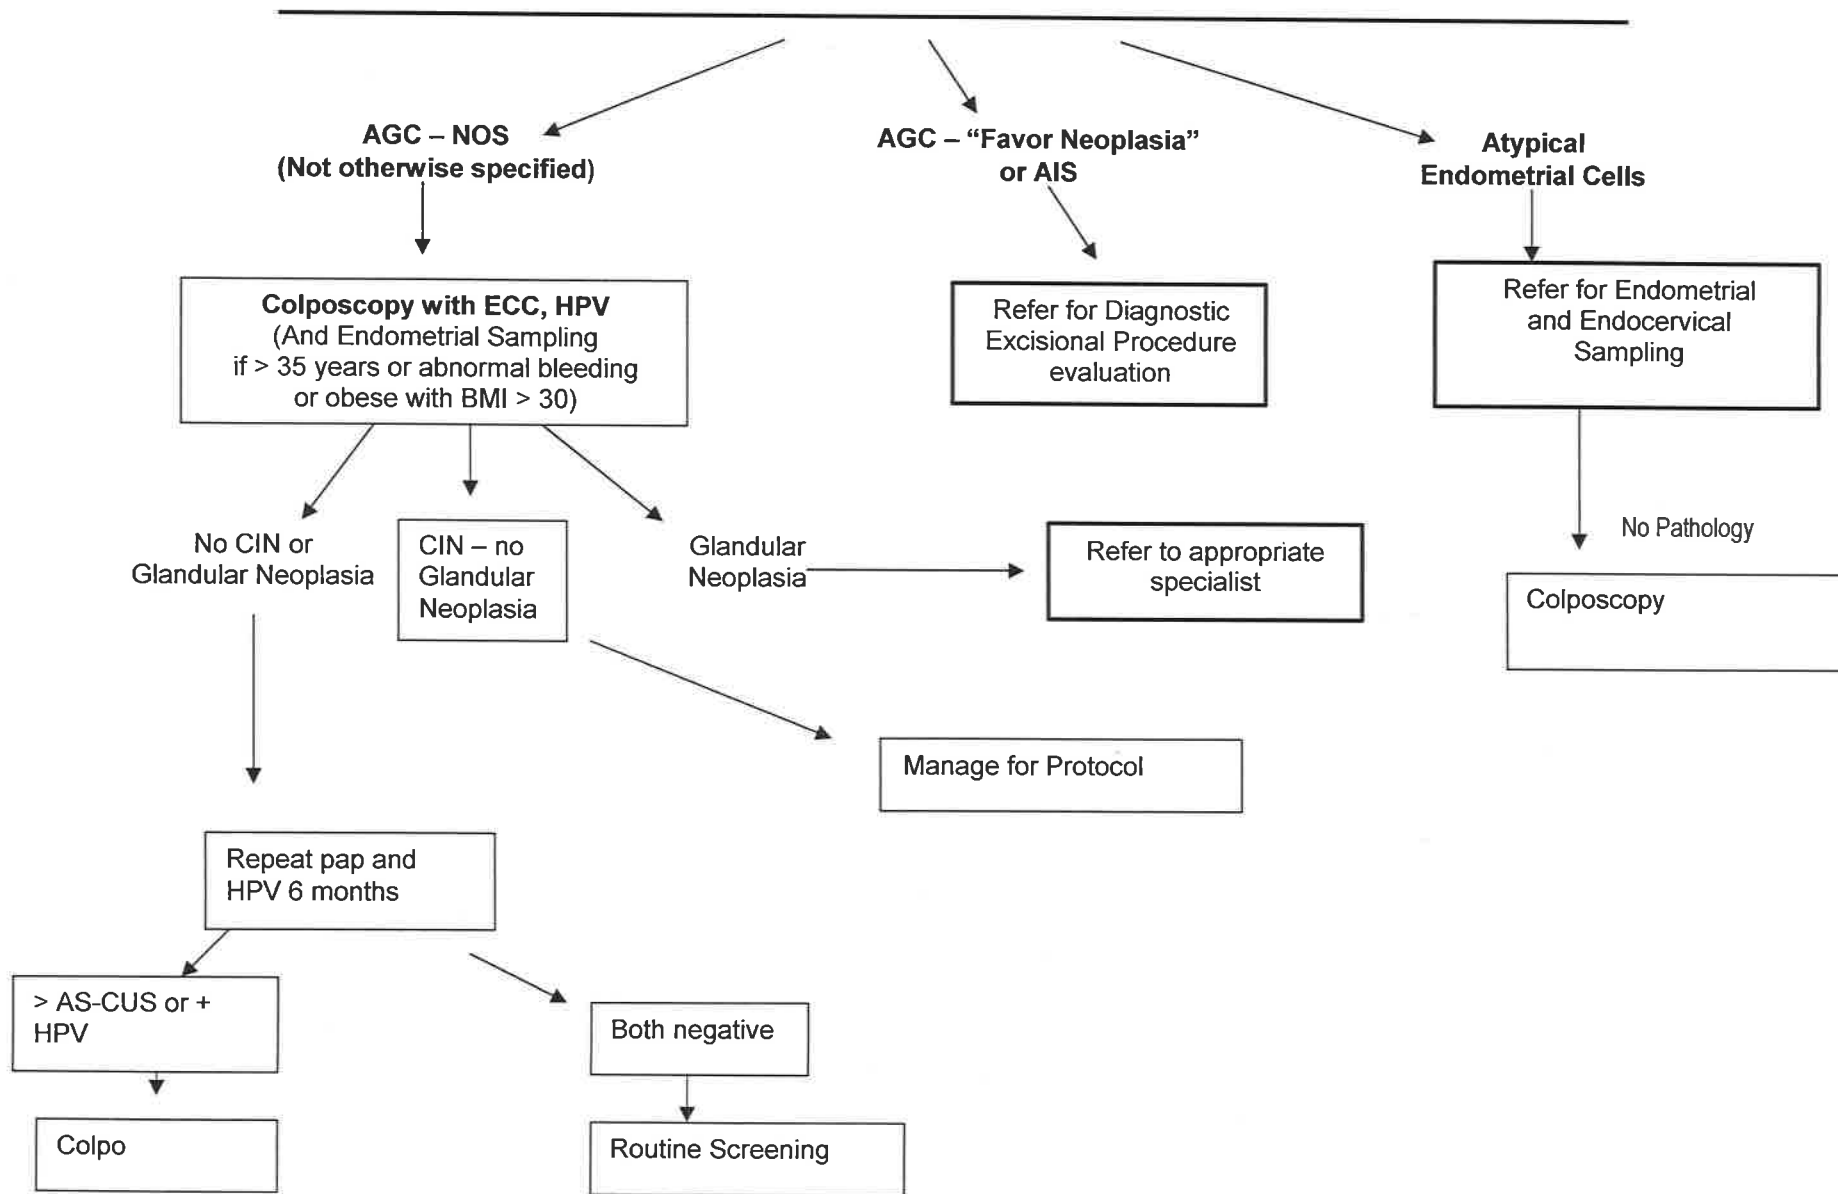 AGC – NOS
(Not otherwise specified)
AGC – “Favor Neoplasia”
or AIS
Atypical
Endometrial Cells
Colposcopy with ECC, HPV
(And Endometrial Sampling
if > 35 years or abnormal bleeding
or obese with BMI > 30)
Refer for Diagnostic
Excisional Procedure
evaluation
Refer for Endometrial
and Endocervical
Sampling
No CIN or
Glandular Neoplasia
CIN – no
Glandular
Neoplasia
Glandular
Neoplasia
Refer to appropriate
specialist
No Pathology
Colposcopy
Manage for Protocol
Repeat pap and
HPV 6 months
> AS-CUS or +
HPV
Both negative
Colpo
Routine Screening